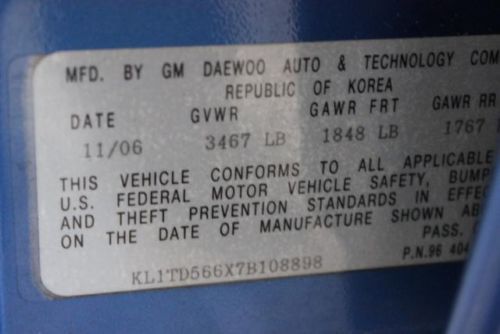 MFD. BY GM DAEWOO AUTO & TECHNOLOGY COM
REPUBLIC OF KOREA
DATE GVWR GAWR FRT GAWR RR
11/06 3467 LB 1848 LB 1767
THIS VEHICLE CONFORMS TO ALL APPLICABLE
U.S. FEDERAL MOTOR VEHICLE SAFETY, BUMP
AND THEFT PREVENTION STANDARDS IN EFFEC
ON THE DATE OF MANUFACTURE SHOWN
PASS.
KL1TD566X7B108898 P.N.96 404